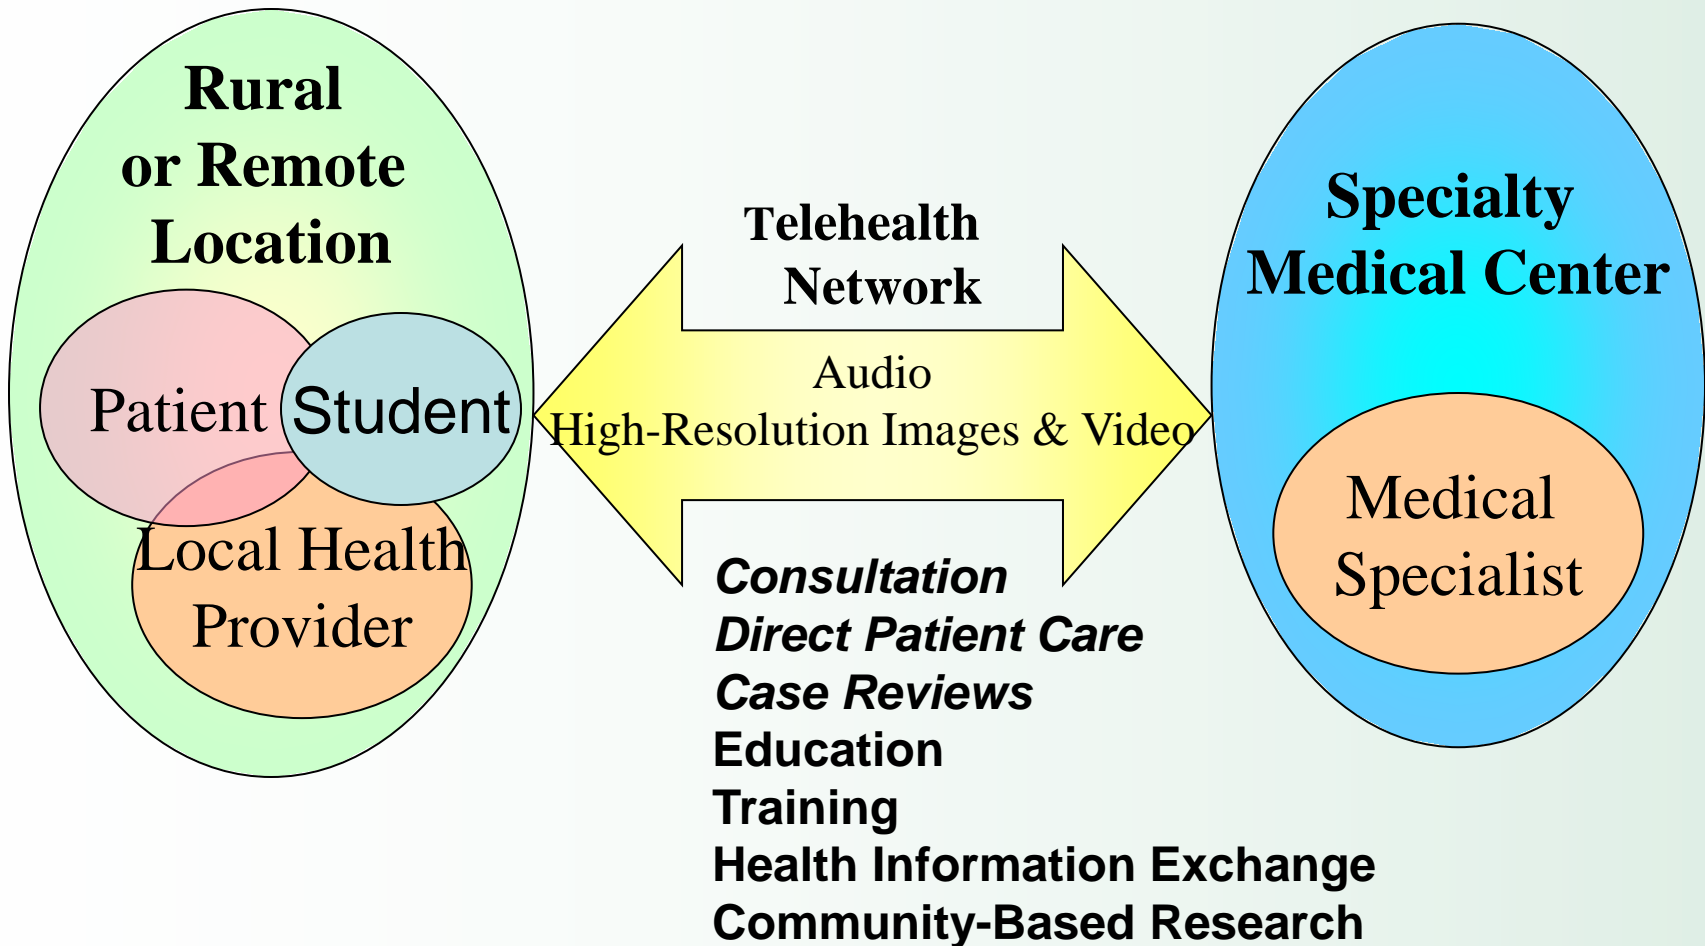 Rural
or Remote
Location
Patient
Student
Local Health
Provider
Telehealth
Network
Audio
High-Resolution Images & Video
Consultation
Direct Patient Care
Case Reviews
Education
Training
Health Information Exchange
Community-Based Research
Specialty
Medical Center
Medical
Specialist